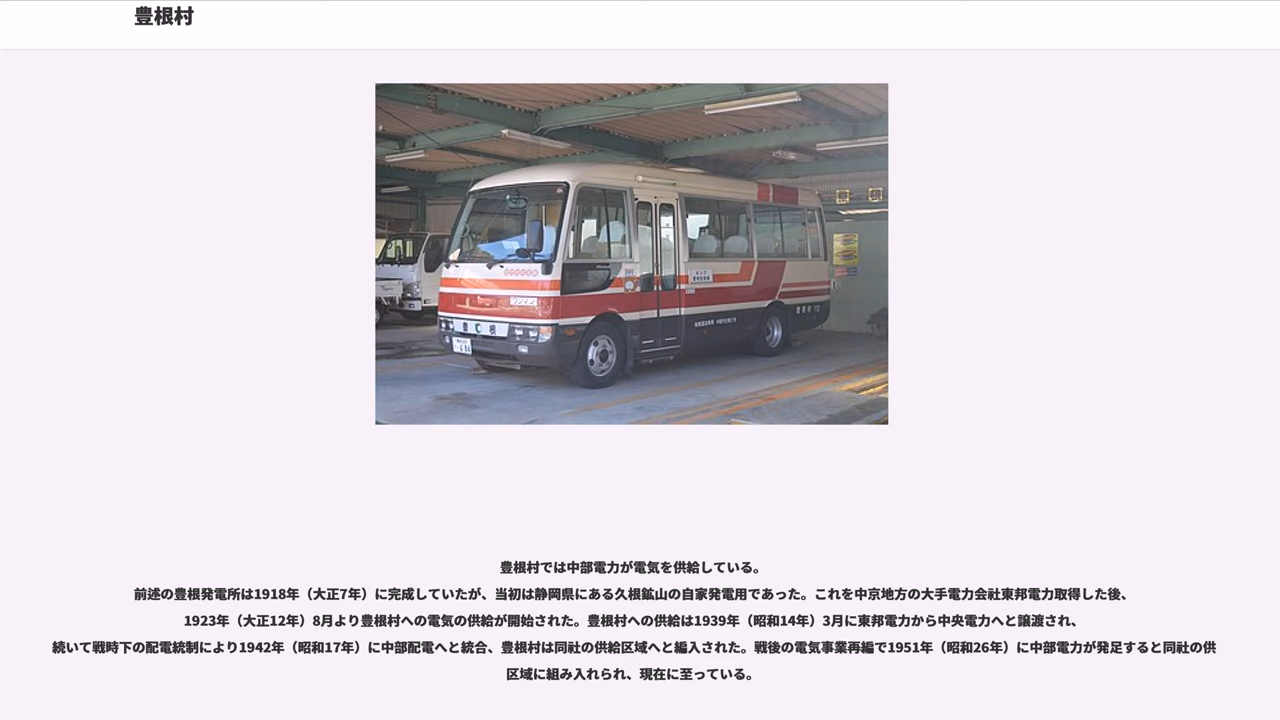 豊根村
ワンマン
豊 根
豊根村では中部電力が電気を供給している。
前述の豊根発電所は1918年（大正7年）に完成していたが、当初は静岡県にある久根鉱山の自家発電用であった。これを中京地方の大手電力会社東邦電力取得した後、
1923年（大正12年）8月より豊根村への電気の供給が開始された。豊根村への供給は1939年（昭和14年）3月に東邦電力から中央電力へと譲渡され、
続いて戦時下の配電統制により1942年（昭和17年）に中部配電へと統合、豊根村は同社の供給区域へと編入された。戦後の電気事業再編で1951年（昭和26年）に中部電力が発足すると同社の供
区域に組み入れられ、現在に至っている。